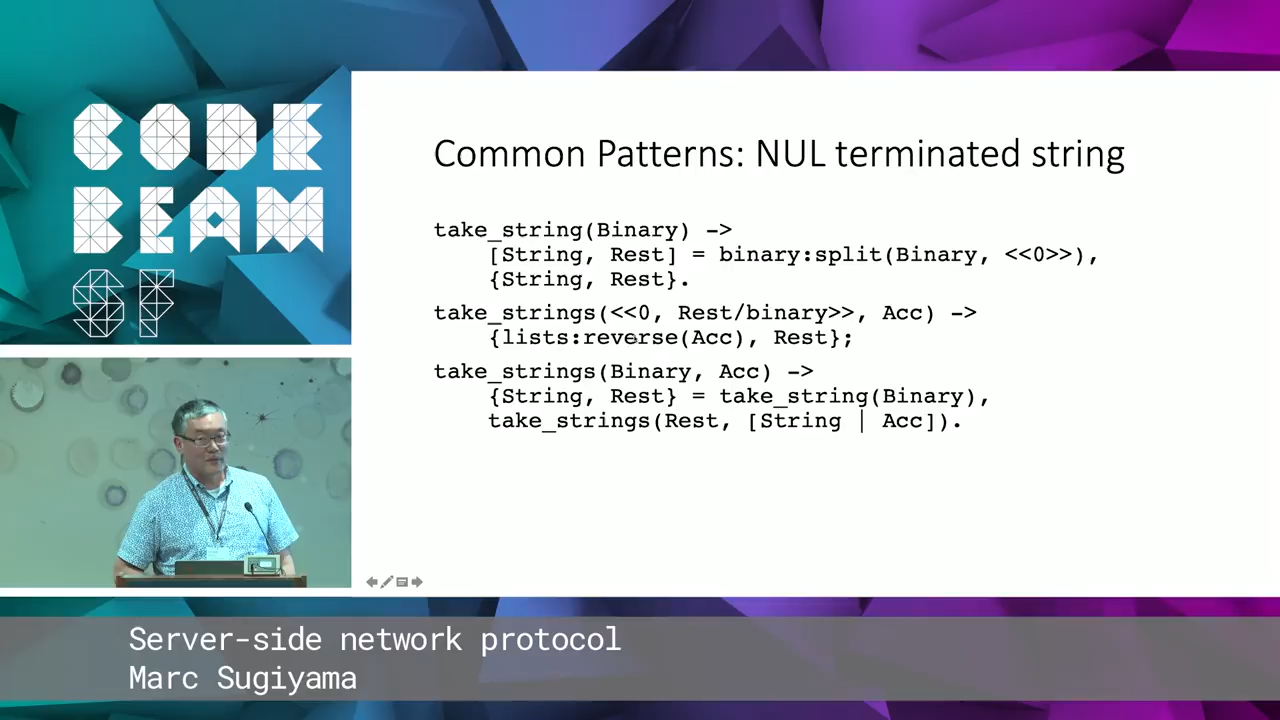 CODE
BEAM
SF
Common Patterns: NUL terminated string
take_string(Binary) ->
[String, Rest] = binary:split(Binary, <<0>>),
{String, Rest}.
take_strings(<<0, Rest/binary>>, Acc) ->
{lists:reverse(Acc), Rest};
take_strings(Binary, Acc) ->
{String, Rest} = take_string(Binary),
take_strings(Rest, [String | Acc]).
Server-side network protocol
Marc Sugiyama